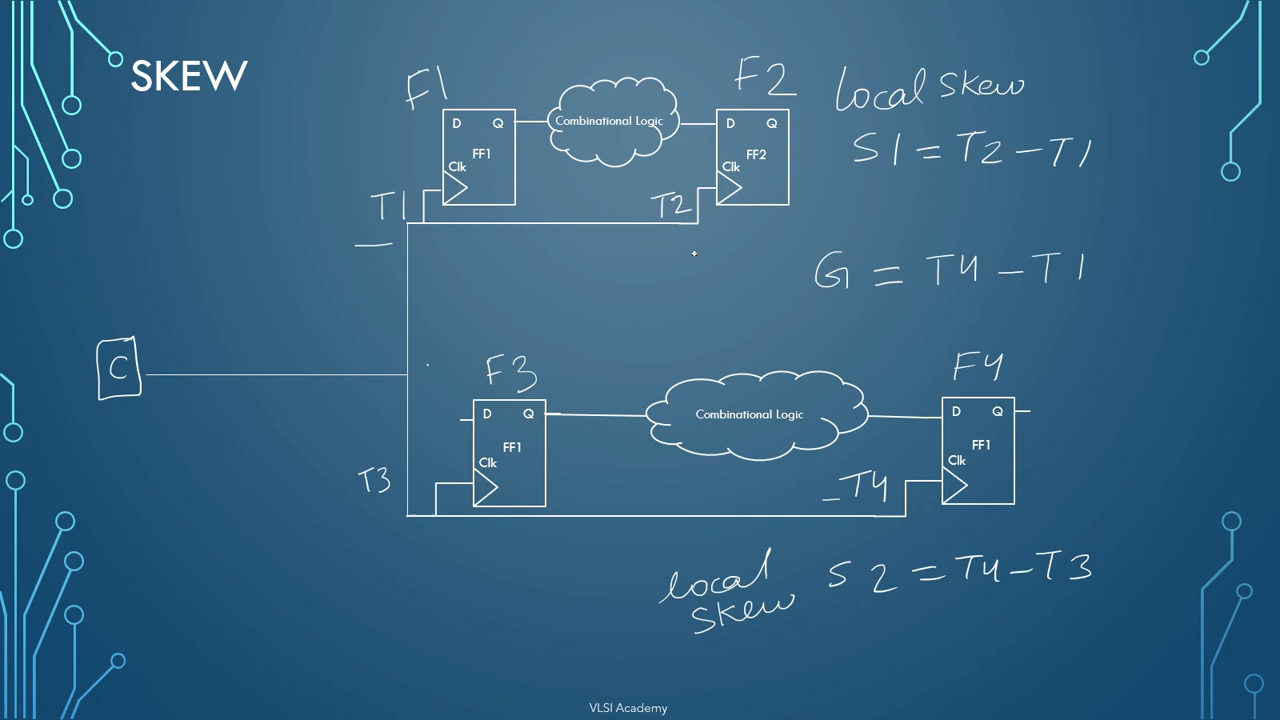 SKEW
F1
F2
Local Skew
D Q
Combinational Logic
D Q
S1 = T2 - T1
FF1
FF2
Clk
Clk
T1
T2
G = T4 - T1
C
F3
F4
D Q
Combinational Logic
D Q
FF1
FF1
Clk
Clk
T3
T4
local
skew
S2 = T4 - T3
VLSI Academy